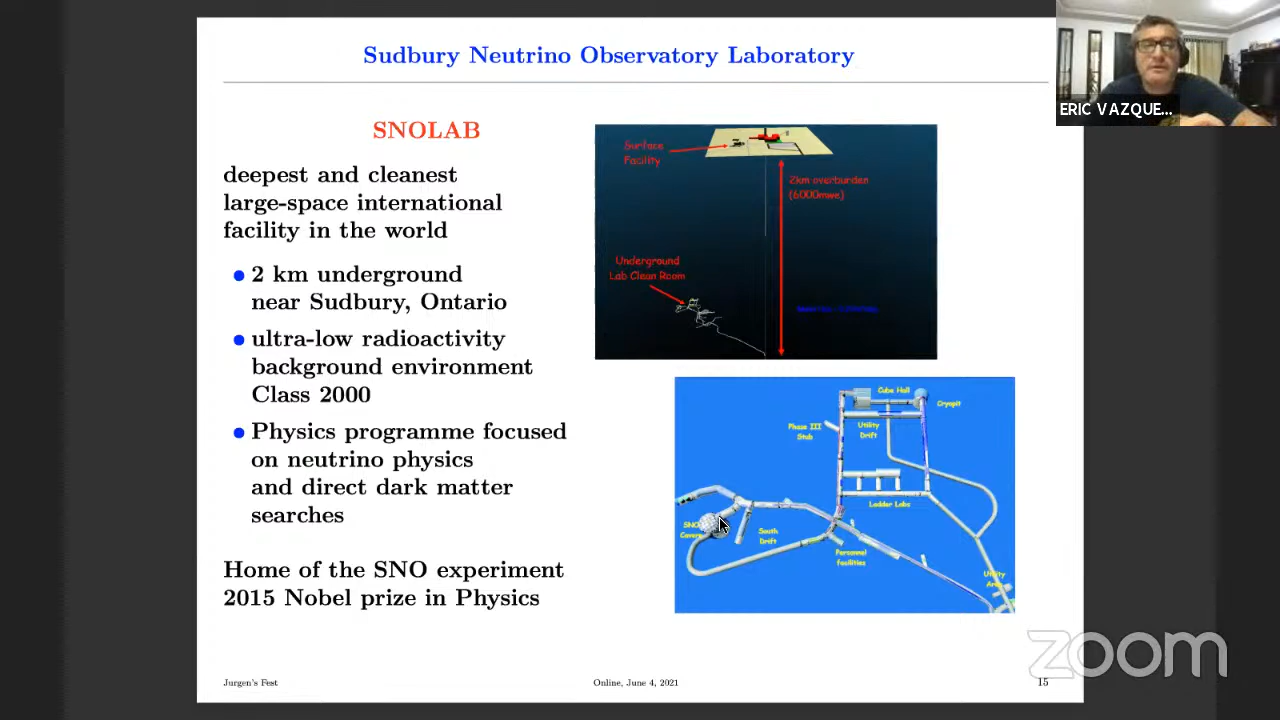 Sudbury Neutrino Observatory Laboratory
ERIC VAZQUE...
SNOLAB
deepest and cleanest
large-space international
facility in the world
2 km underground
near Sudbury, Ontario
ultra-low radioactivity
background environment
Class 2000
Physics programme focused
on neutrino physics
and direct dark matter
searches
Home of the SNO experiment
2015 Nobel prize in Physics
Surface
Facility
2km overburden
(6000mwe)
Underground
Lab Clean Room
Cube Hall
Cryopit
Phase III
Stub
Utility
Drift
Ladder Labs
SNO
Cavern
South
Drift
Personnel
facilities
Utility
Area
zoom
Jurgen's Fest
Online, June 4, 2021
15